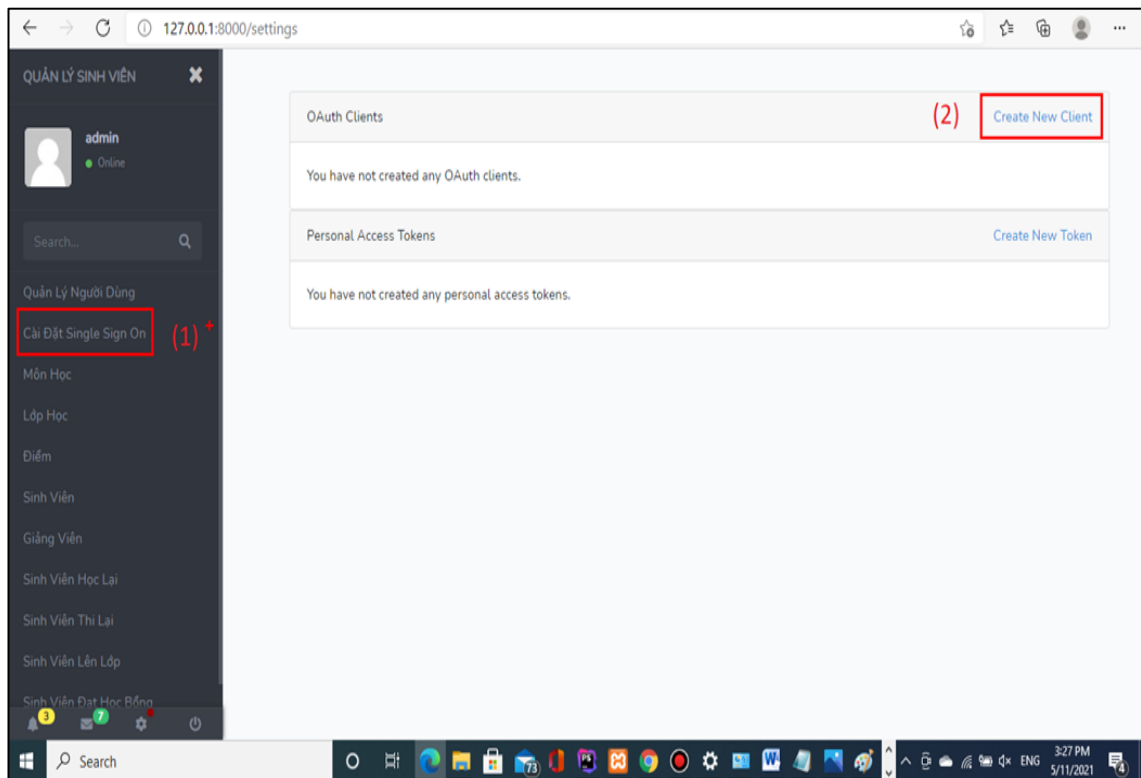 127.0.0.1:8000/settings
QUẢN LÝ SINH VIÊN
admin
Online
Search...
Quản Lý Người Dùng
Cài Đặt Single Sign On
(1) +
Môn Học
Lớp Học
Điểm
Sinh Viên
Giảng Viên
Sinh Viên Học Lại
Sinh Viên Thi Lại
Sinh Viên Lên Lớp
Sinh Viên Đạt Học Bổng
3
7
OAuth Clients
(2)
Create New Client
You have not created any OAuth clients.
Personal Access Tokens
Create New Token
You have not created any personal access tokens.
Search
73
ENG
3:27 PM
5/11/2021
4